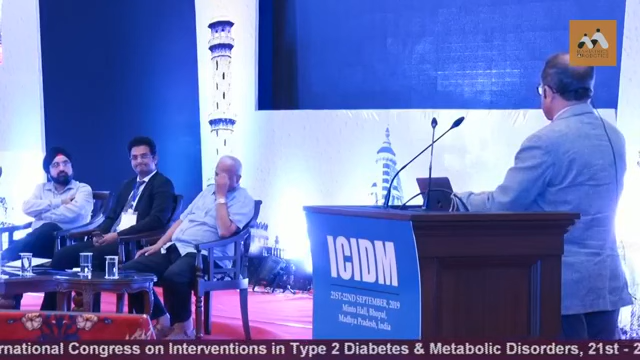 ICIDM
21ST-22ND SEPTEMBER, 2019
Minto Hall, Bhopal,
Madhya Pradesh, India
International Congress on Interventions in Type 2 Diabetes & Metabolic Disorders, 21st - 2